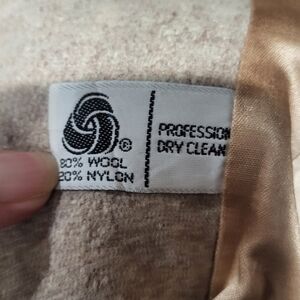 ®
80% WOOL
20% NYLON
PROFESSION
DRY CLEAN